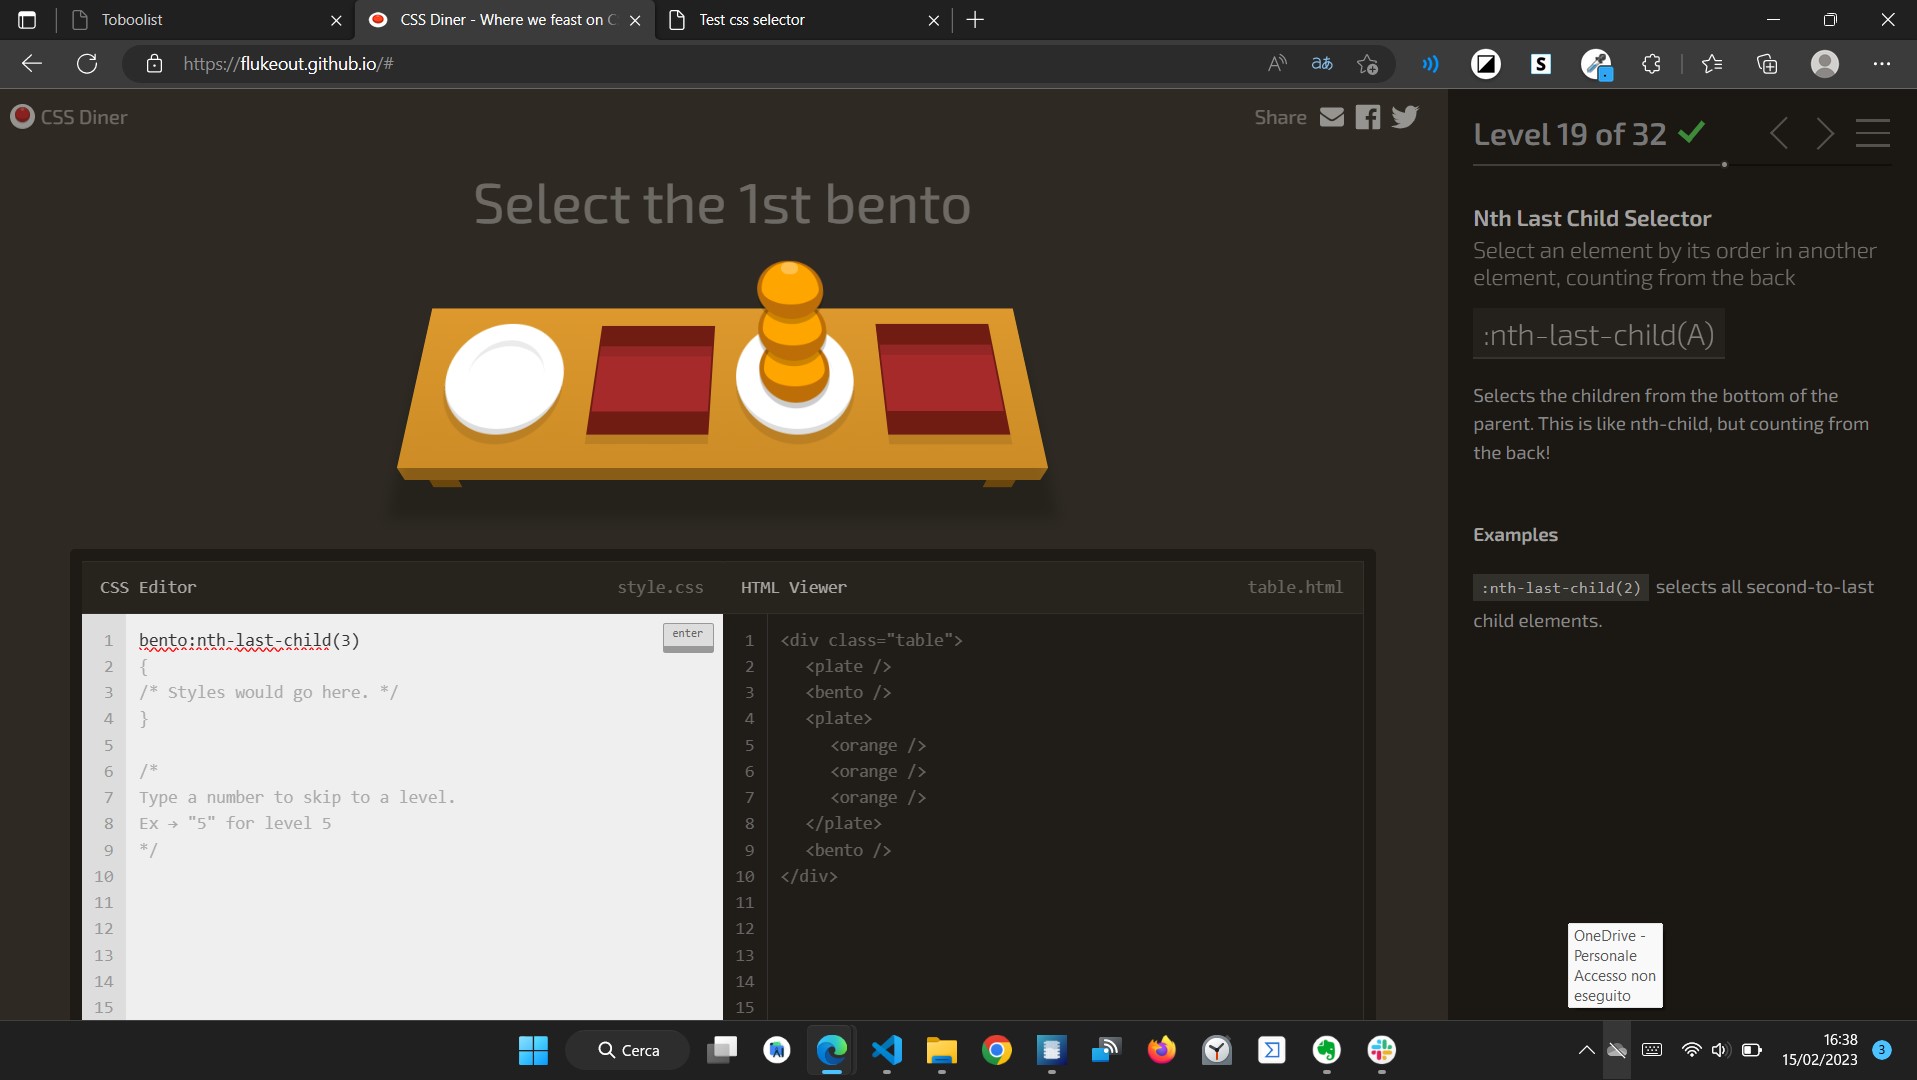 Toboolist
CSS Diner - Where we feast on C
Test css selector
https://flukeout.github.io/#
CSS Diner
Share
Level 19 of 32
Select the 1st bento
Nth Last Child Selector
Select an element by its order in another
element, counting from the back
:nth-last-child(A)
Selects the children from the bottom of the
parent. This is like nth-child, but counting from
the back!
Examples
:nth-last-child(2) selects all second-to-last
child elements.
CSS Editor
style.css
1 bento:nth-last-child(3)
enter
2 {
3 /* Styles would go here. */
4 }
5
6 /*
7 Type a number to skip to a level.
8 Ex → "5" for level 5
9 */
10
11
12
13
14
15
HTML Viewer
table.html
1 <div class="table">
2 <plate />
3 <bento />
4 <plate>
5 <orange />
6 <orange />
7 <orange />
8 </plate>
9 <bento />
10 </div>
11
12
13
14
15
OneDrive -
Personale
Accesso non
eseguito
Cerca
16:38
15/02/2023
3